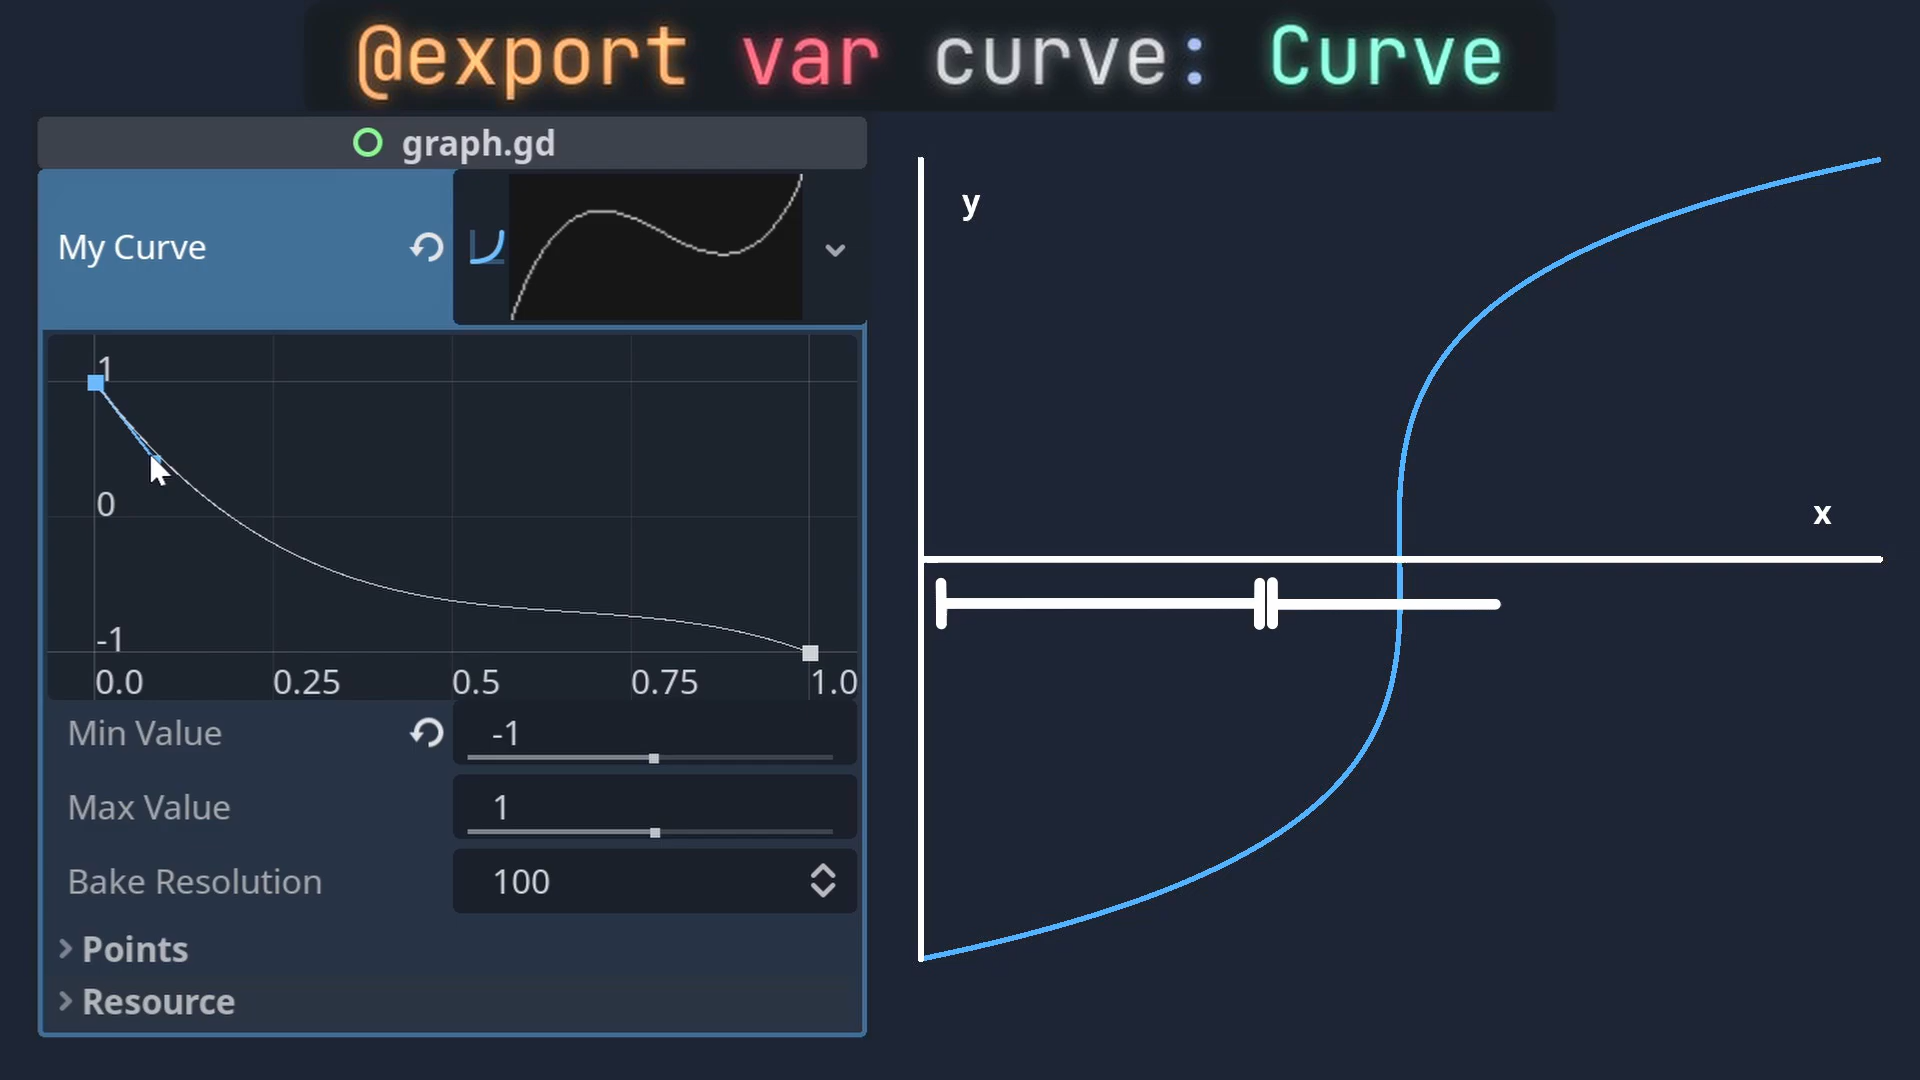 @export var curve: Curve
graph.gd
My Curve
1
0
-1
0.0 0.25 0.5 0.75 1.0
Min Value -1
Max Value 1
Bake Resolution 100
Points
Resource
y
x